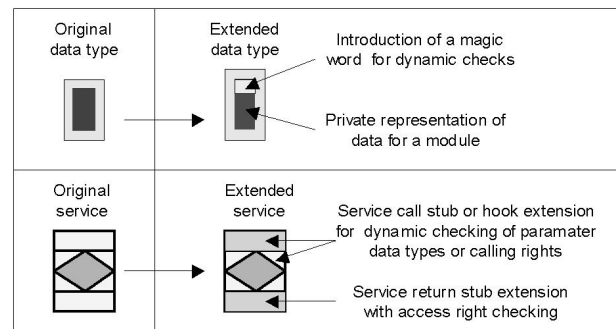 Original
data type
Extended
data type
Introduction of a magic
word for dynamic checks
Private representation of
data for a module
Original
service
Extended
service
Service call stub or hook extension
for dynamic checking of paramater
data types or calling rights
Service return stub extension
with access right checking